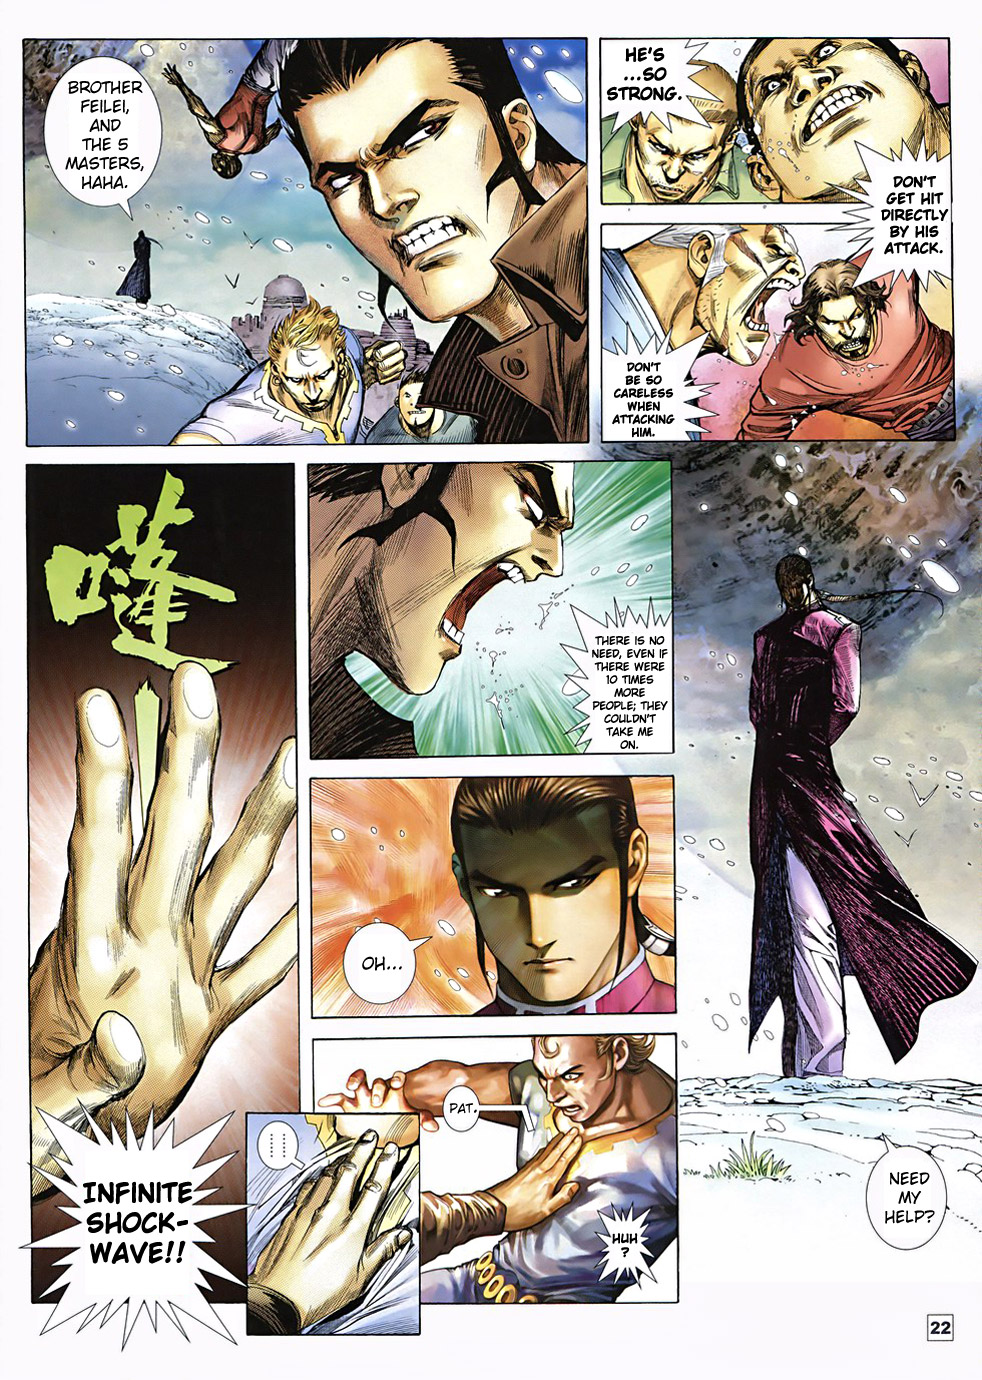 BROTHER
FEILEI,
AND
THE 5
MASTERS,
HAHA.
HE'S
...SO
STRONG.
DON'T
GET HIT
DIRECTLY
BY HIS
ATTACK.
DON'T
BE SO
CARELESS
WHEN
ATTACKING
HIM.
噠！
THERE IS NO
NEED, EVEN IF
THERE WERE
10 TIMES
MORE
PEOPLE; THEY
COULDN'T
TAKE ME
ON.
OH...
INFINITE
SHOCK-
WAVE!!
......
PAT.
HUH
?
NEED
MY
HELP?
22